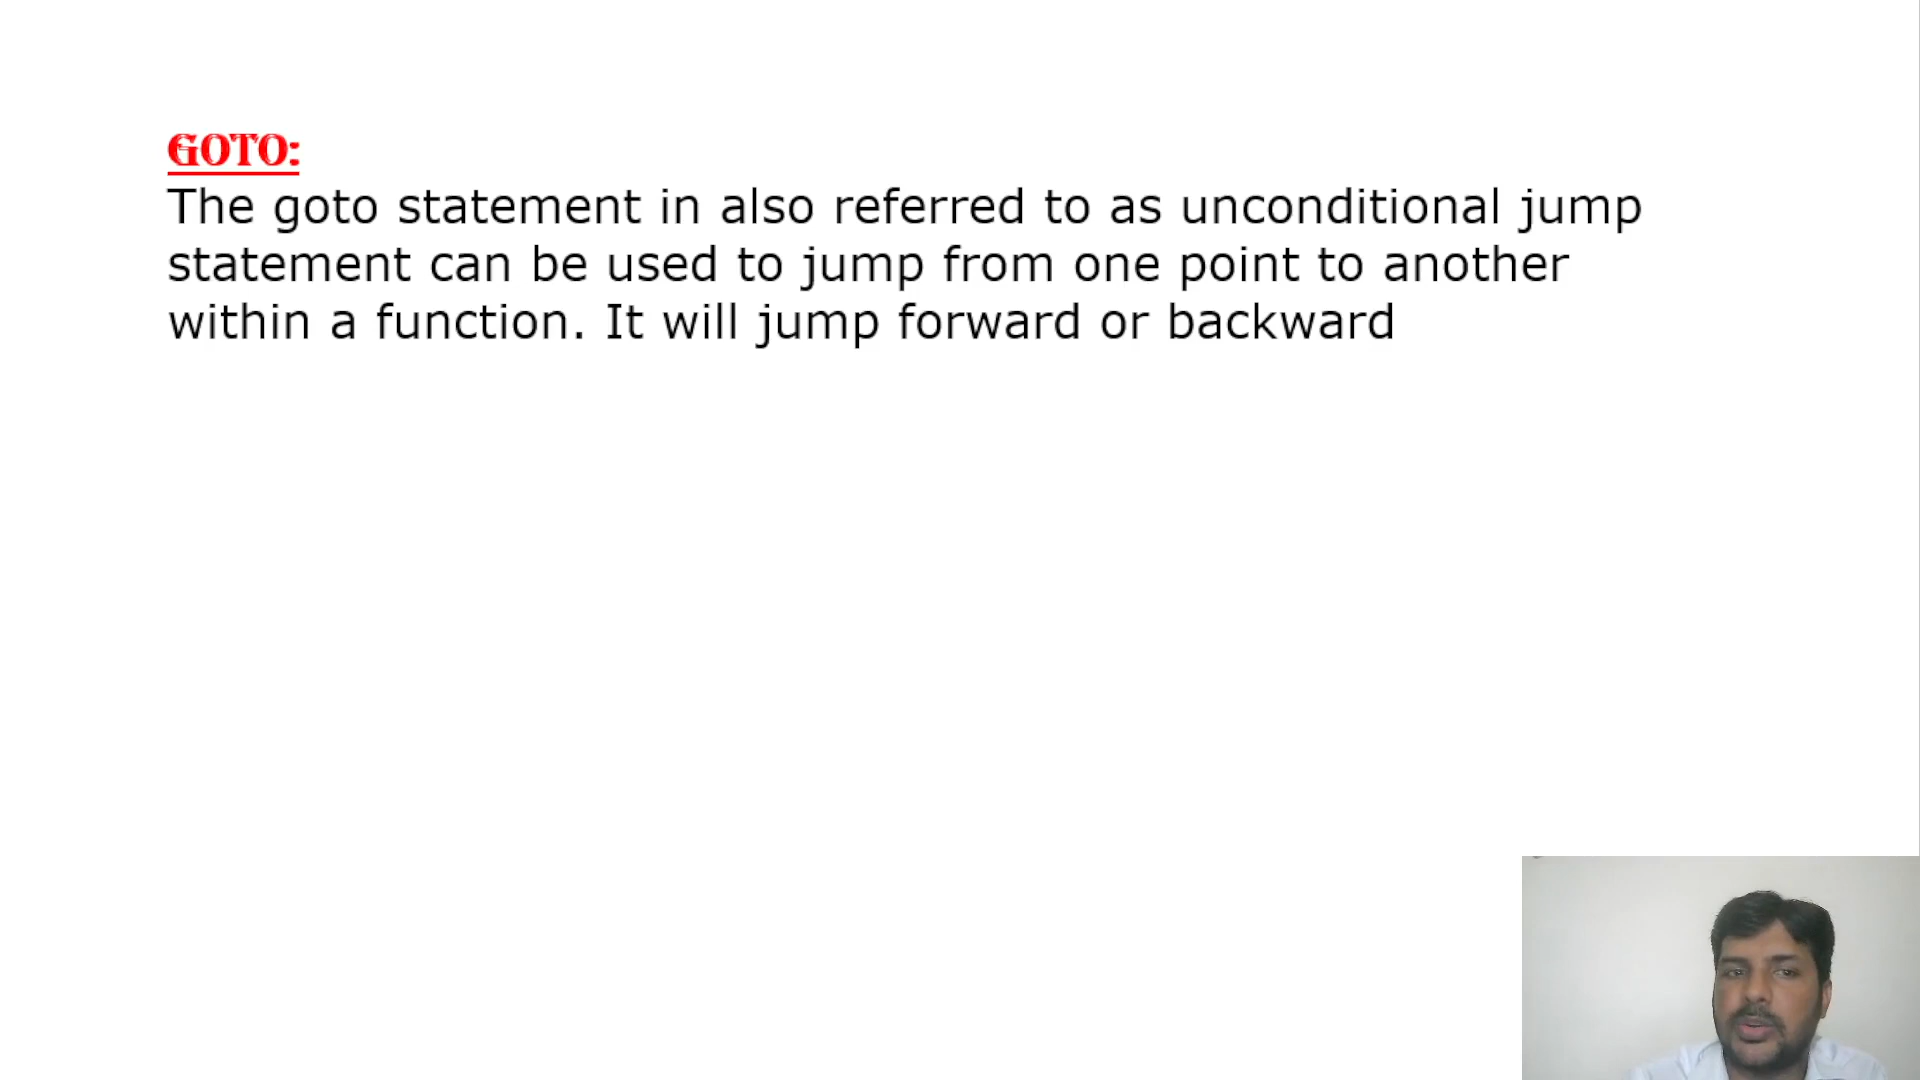 GOTO:
The goto statement in also referred to as unconditional jump
statement can be used to jump from one point to another
within a function. It will jump forward or backward